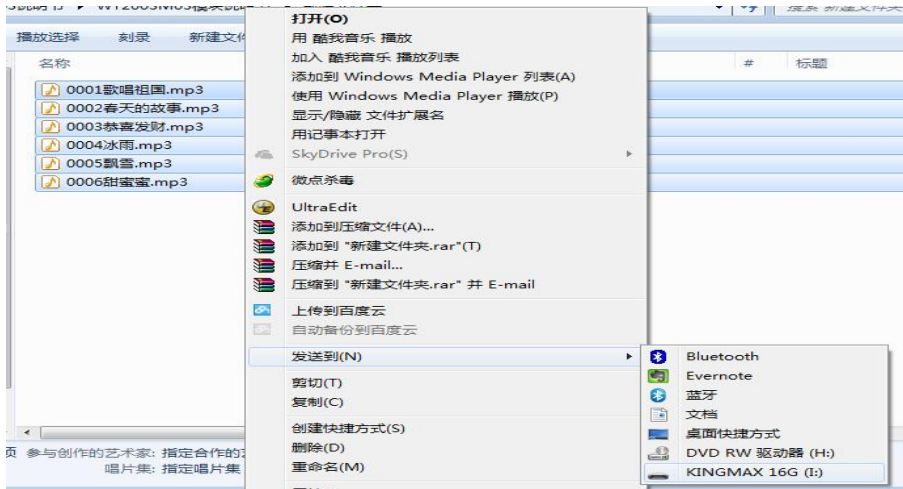 播放选择 刻录 新建文件
搜索 新建文件夹
名称 # 标题
0001歌唱祖国.mp3
0002春天的故事.mp3
0003恭喜发财.mp3
0004冰雨.mp3
0005飘雪.mp3
0006甜蜜蜜.mp3
打开(O)
用 酷我音乐 播放
加入 酷我音乐 播放列表
添加到 Windows Media Player 列表(A)
使用 Windows Media Player 播放(P)
显示/隐藏 文件扩展名
用记事本打开
SkyDrive Pro(S)
微点杀毒
UltraEdit
添加到压缩文件(A)...
添加到 "新建文件夹.rar"(T)
压缩并 E-mail...
压缩到 "新建文件夹.rar" 并 E-mail
上传到百度云
自动备份到百度云
发送到(N)
剪切(T)
复制(C)
创建快捷方式(S)
删除(D)
重命名(M)
Bluetooth
Evernote
蓝牙
文档
桌面快捷方式
DVD RW 驱动器 (H:)
KINGMAX 16G (I:)
页 参与创作的艺术家: 指定合作的
唱片集: 指定唱片集